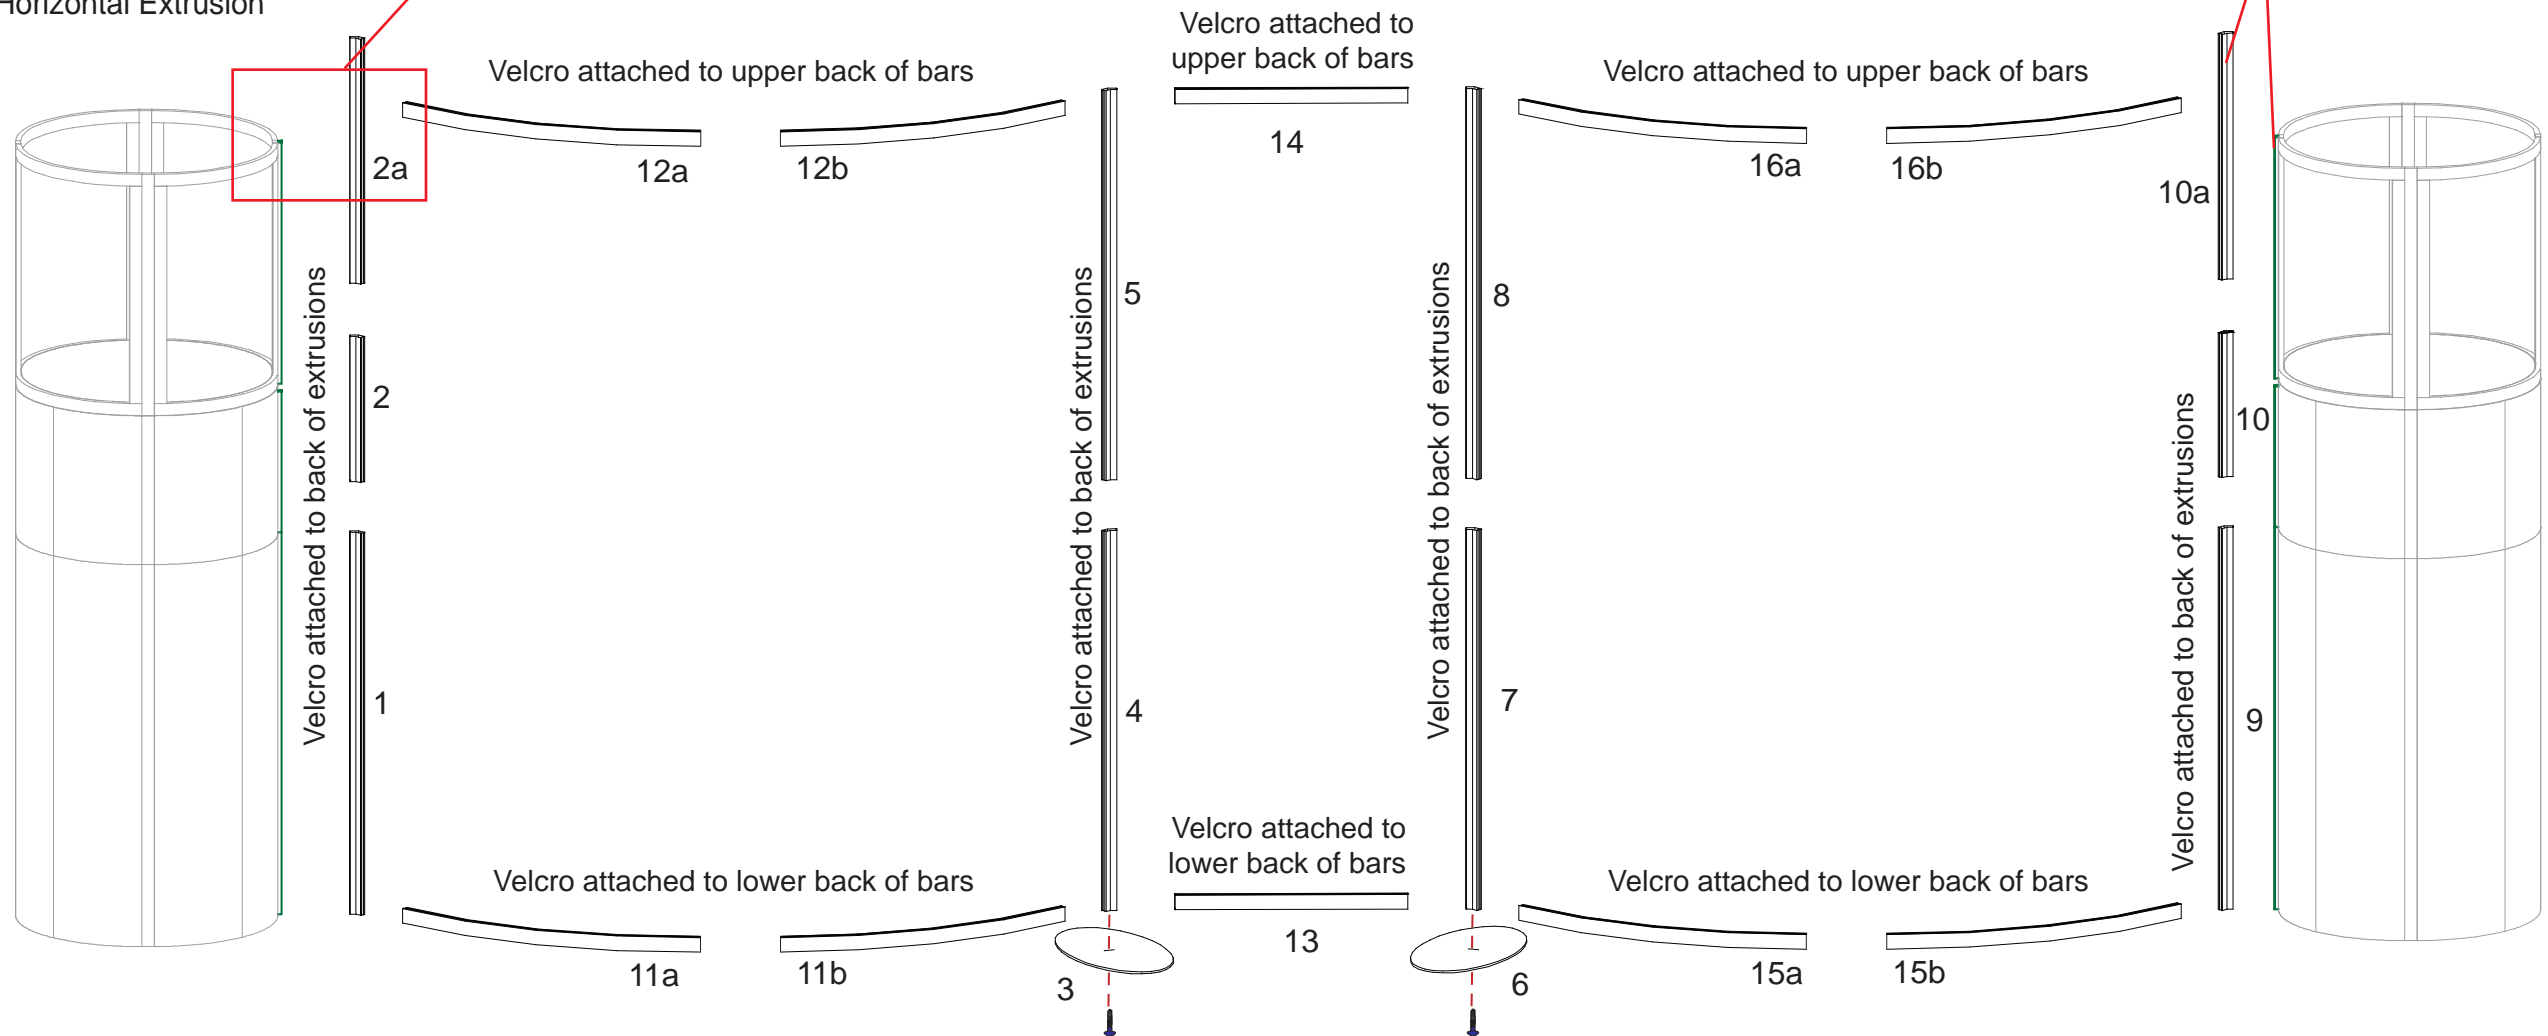 Horizontal Extrusion
Velcro attached to
upper back of bars
Velcro attached to upper back of bars
Velcro attached to upper back of bars
2a
12a
12b
14
16a
16b
10a
Velcro attached to back of extrusions
Velcro attached to back of extrusions
Velcro attached to back of extrusions
Velcro attached to back of extrusions
5
8
2
10
1
4
7
9
Velcro attached to
lower back of bars
Velcro attached to lower back of bars
Velcro attached to lower back of bars
11a
11b
3
13
6
15a
15b